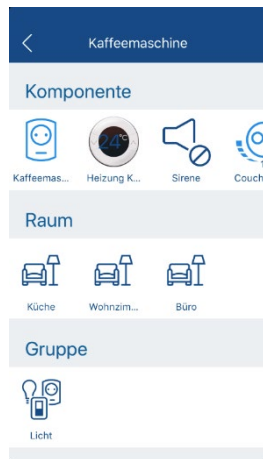 Kaffeemaschine
Komponente
24°C
Kaffeemas... Heizung K... Sirene Couch
Raum
Küche Wohnzim... Büro
Gruppe
Licht